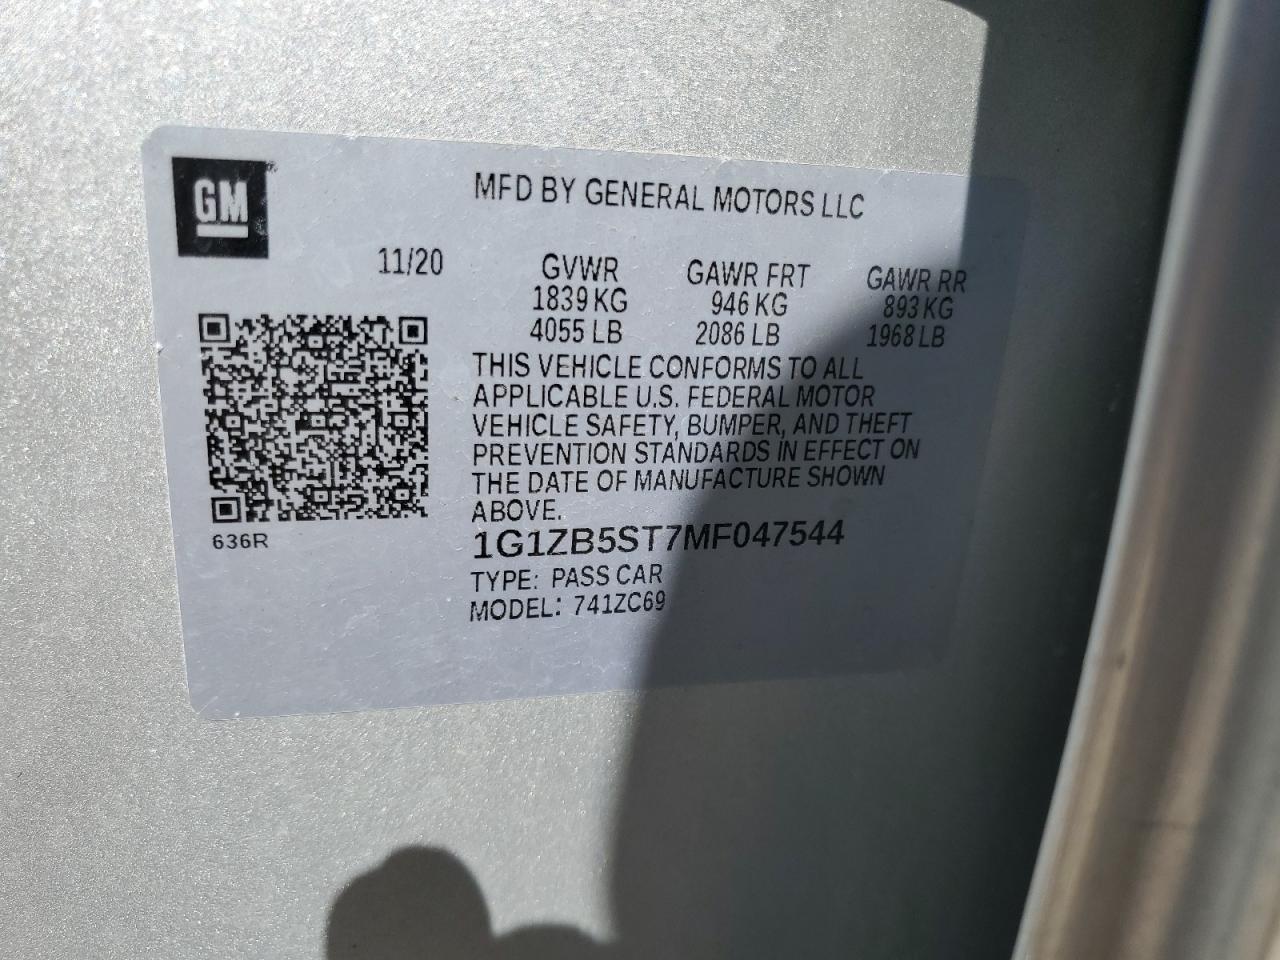 GM
MFD BY GENERAL MOTORS LLC
11/20
GVWR GAWR FRT GAWR RR
1839 KG 946 KG 893 KG
4055 LB 2086 LB 1968 LB
THIS VEHICLE CONFORMS TO ALL
APPLICABLE U.S. FEDERAL MOTOR
VEHICLE SAFETY, BUMPER, AND THEFT
PREVENTION STANDARDS IN EFFECT ON
THE DATE OF MANUFACTURE SHOWN
ABOVE.
636R
1G1ZB5ST7MF047544
TYPE: PASS CAR
MODEL: 741ZC69